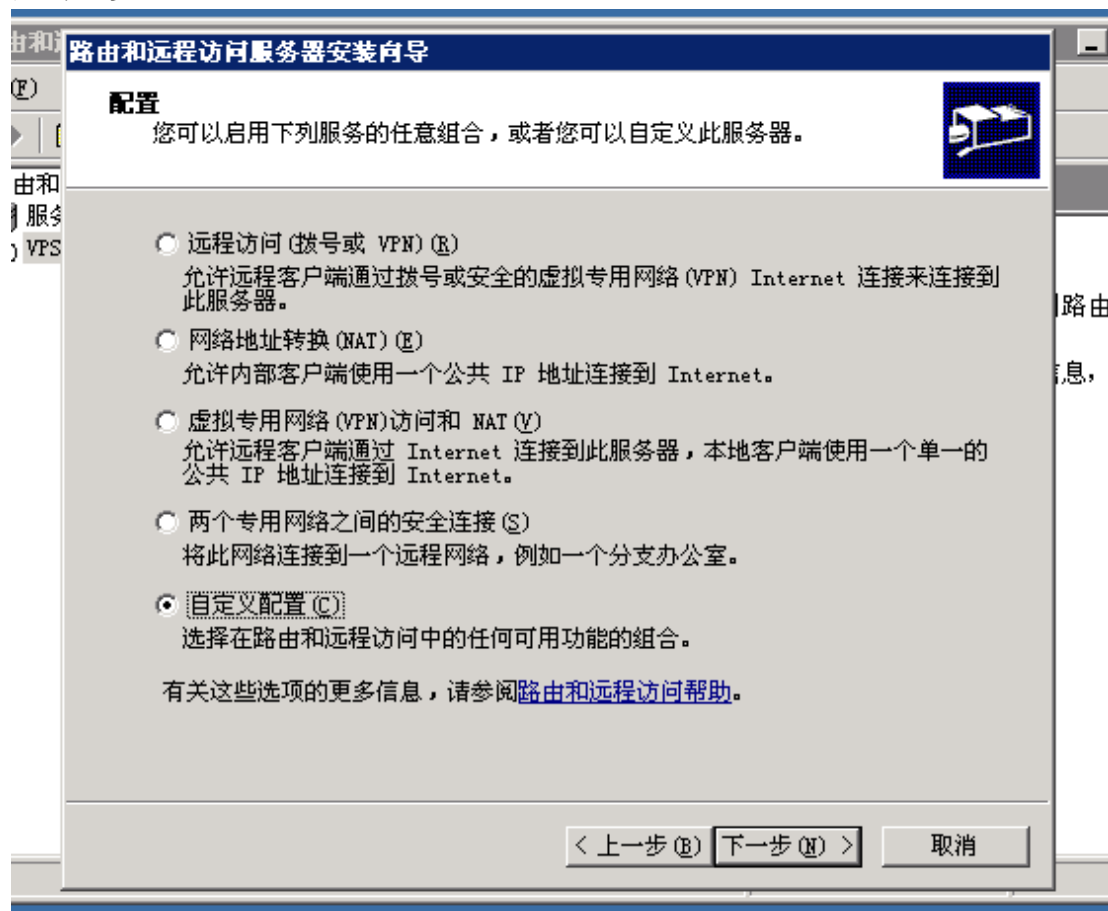 路由和远程访问服务器安装向导
(F)
配置
您可以启用下列服务的任意组合，或者您可以自定义此服务器。
由和
服务
VPS
远程访问(拨号或 VPN)(R)
允许远程客户端通过拨号或安全的虚拟专用网络(VPN) Internet 连接来连接到
此服务器。
路由
网络地址转换(NAT)(E)
允许内部客户端使用一个公共 IP 地址连接到 Internet。
息，
虚拟专用网络(VPN)访问和 NAT(V)
允许远程客户端通过 Internet 连接到此服务器，本地客户端使用一个单一的
公共 IP 地址连接到 Internet。
两个专用网络之间的安全连接(S)
将此网络连接到一个远程网络，例如一个分支办公室。
自定义配置(C)
选择在路由和远程访问中的任何可用功能的组合。
有关这些选项的更多信息，请参阅路由和远程访问帮助。
< 上一步(B) 下一步(N) > 取消